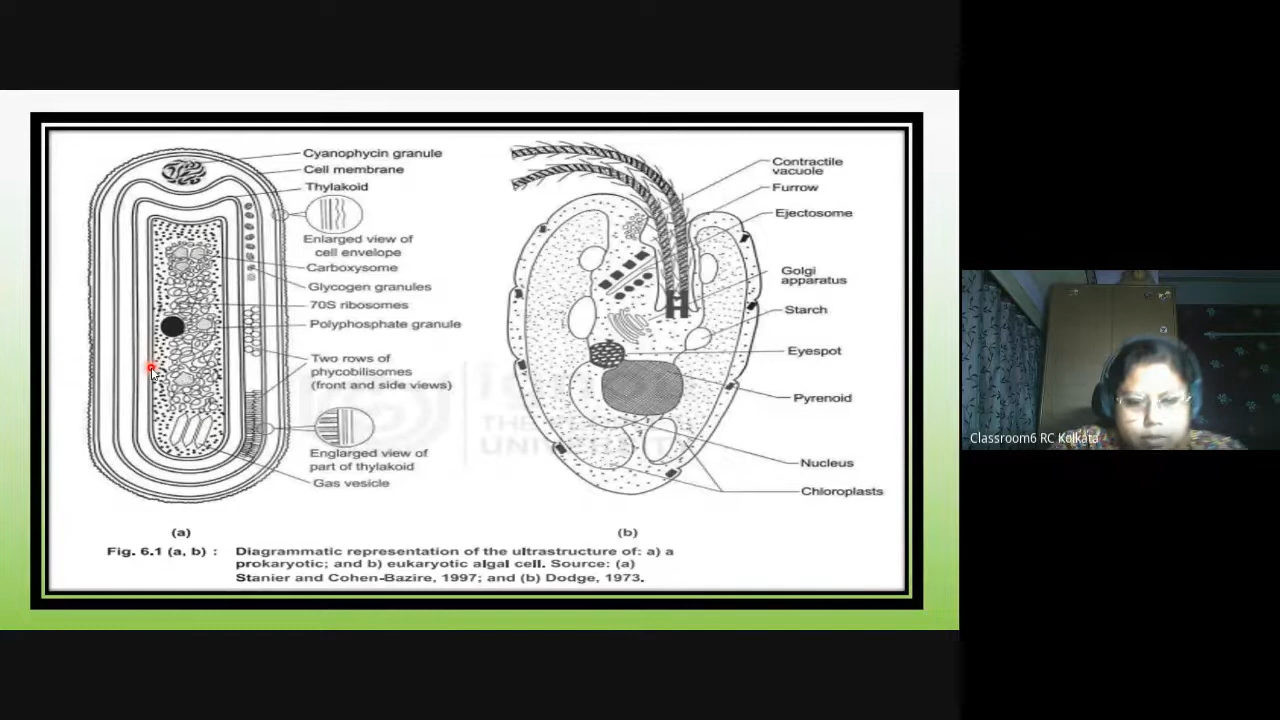 Cyanophycin granule
Cell membrane
Thylakoid
Enlarged view of
cell envelope
Carboxysome
Glycogen granules
70S ribosomes
Polyphosphate granule
Two rows of
phycobilisomes
(front and side views)
Englarged view of
part of thylakoid
Gas vesicle
(a)
Contractile
vacuole
Furrow
Ejectosome
Golgi
apparatus
Starch
Eyespot
Pyrenoid
Nucleus
Chloroplasts
(b)
Fig. 6.1 (a, b) : Diagrammatic representation of the ultrastructure of: a) a
prokaryotic; and b) eukaryotic algal cell. Source: (a)
Stanier and Cohen-Bazire, 1997; and (b) Dodge, 1973.
Classroom6 RC Kolkata